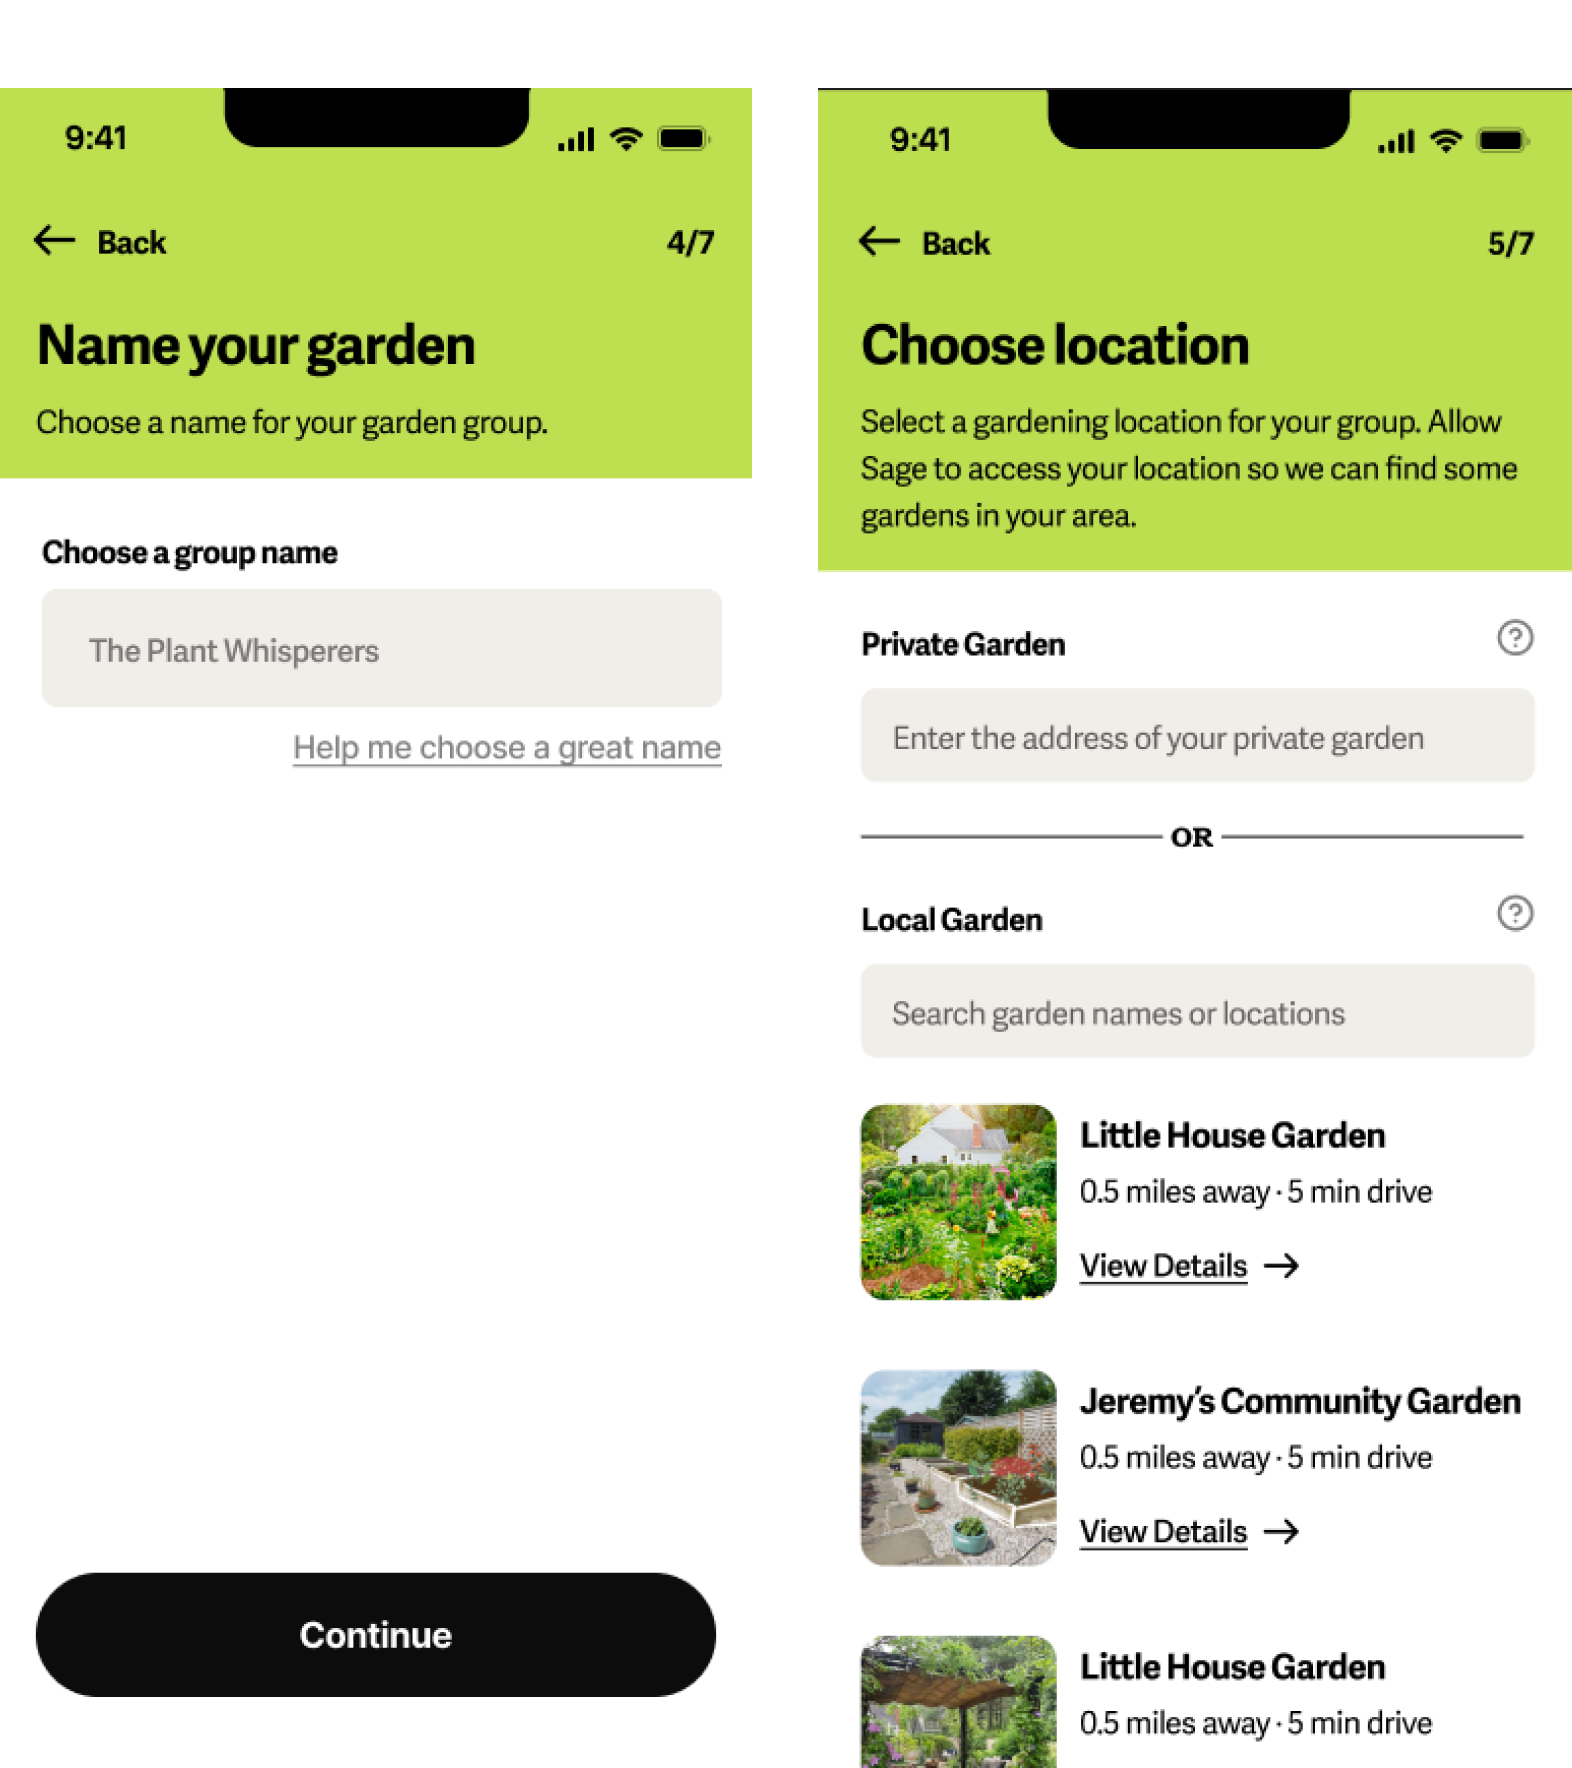 9:41
Back
4/7
Name your garden
Choose a name for your garden group.
Choose a group name
The Plant Whisperers
Help me choose a great name
Continue
9:41
Back
5/7
Choose location
Select a gardening location for your group. Allow
Sage to access your location so we can find some
gardens in your area.
Private Garden
?
Enter the address of your private garden
OR
Local Garden
?
Search garden names or locations
Little House Garden
0.5 miles away · 5 min drive
View Details
Jeremy’s Community Garden
0.5 miles away · 5 min drive
View Details
Little House Garden
0.5 miles away · 5 min drive